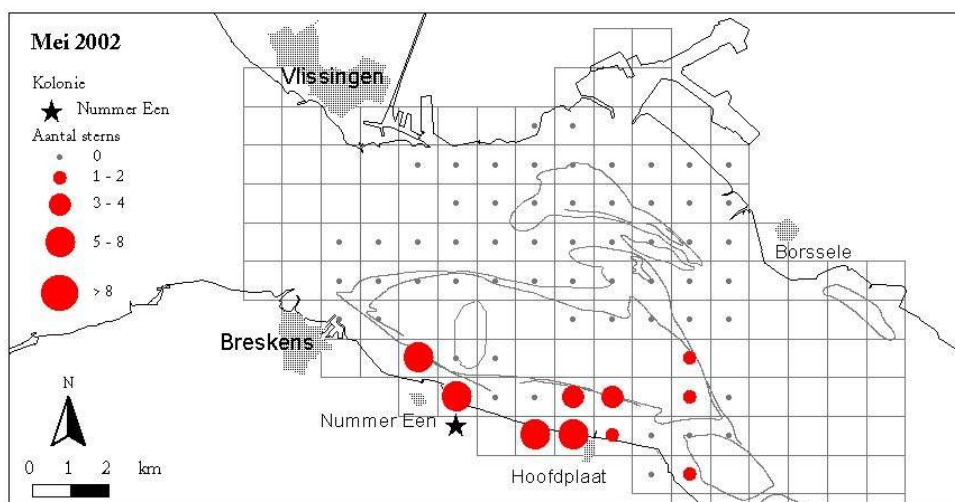 Mei 2002
Kolonie
Nummer Een
Aantal sterns
0
1 - 2
3 - 4
5 - 8
> 8
Vlissingen
Borssele
Breskens
Nummer Een
Hoofdplaat
N
0 1 2 km